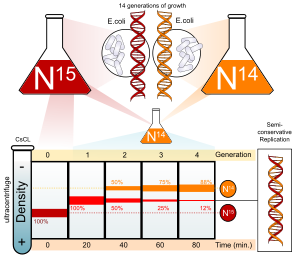 14 generations of growth
E.coli
E.coli
N15
N14
N14
CsCL
0
1
2
3
4
Generation
Semi-
conservative
Replication
ultracentrifuge
Density
-
+
50%
75%
88%
N14
100%
100%
50%
25%
12%
N15
0
20
40
60
80
Time (min.)